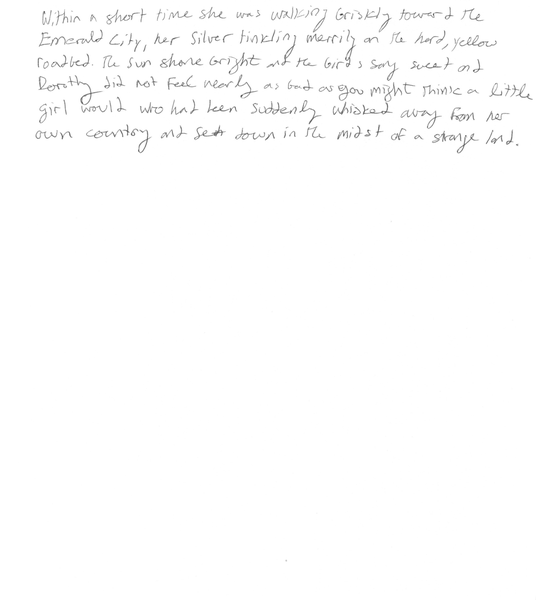 Within a short time she was walking briskly toward the
Emerald City, her Silver tinkling merrily on the hard, yellow
roadbed. The sun shone bright and the birds sang sweet and
Dorothy did not feel nearly as bad as you might think a little
girl would who had been suddenly whisked away from her
own country and set down in the midst of a strange land.